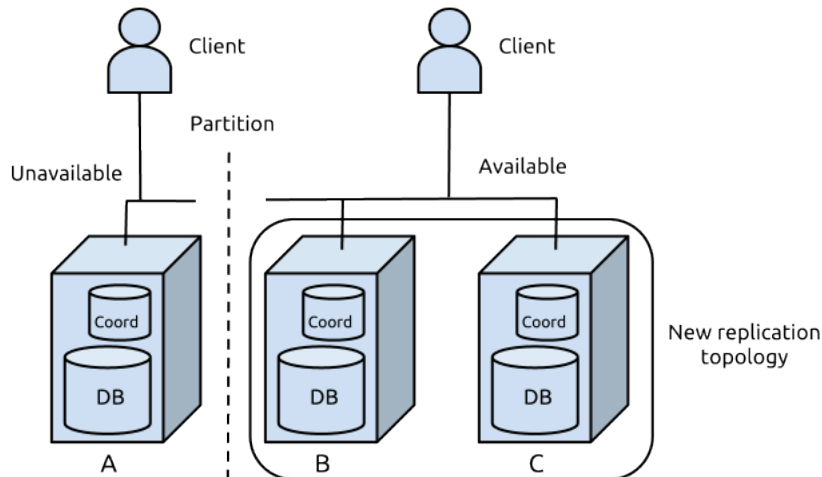 Client
Client
Partition
Unavailable
Available
Coord
Coord
Coord
New replication
topology
DB
DB
DB
A
B
C